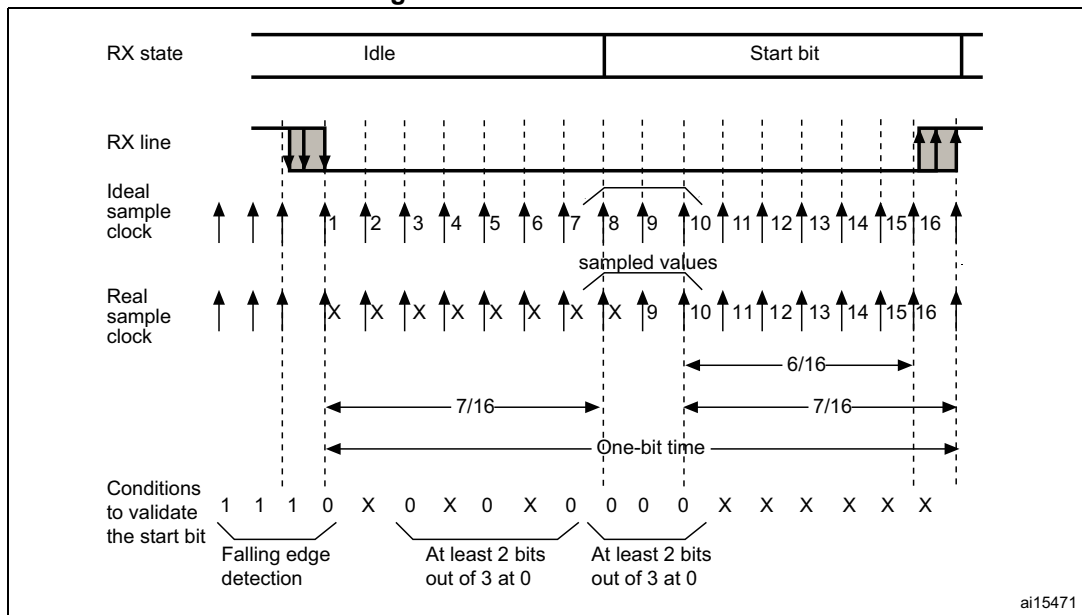 RX state
Idle
Start bit
RX line
Ideal
sample
clock
1 2 3 4 5 6 7 8 9 10 11 12 13 14 15 16
sampled values
Real
sample
clock
X X X X X X X X 9 10 11 12 13 14 15 16
6/16
7/16
7/16
One-bit time
Conditions
to validate
the start bit
1 1 1 0 X 0 X 0 X 0 0 0 0 X X X X X X
Falling edge
detection
At least 2 bits
out of 3 at 0
At least 2 bits
out of 3 at 0
ai15471